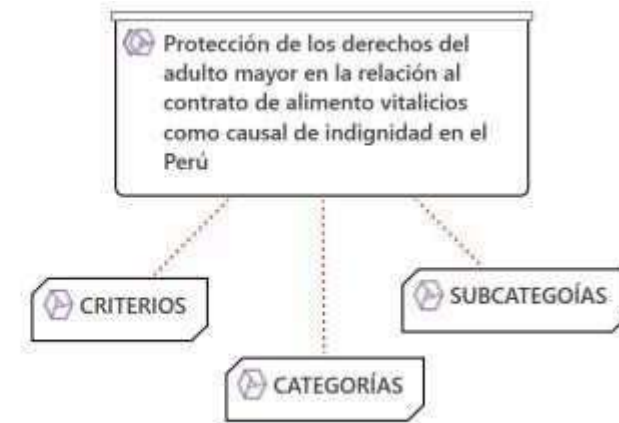 Protección de los derechos del
adulto mayor en la relación al
contrato de alimento vitalicios
como causal de indignidad en el
Perú
CRITERIOS
SUBCATEGOÍAS
CATEGORÍAS